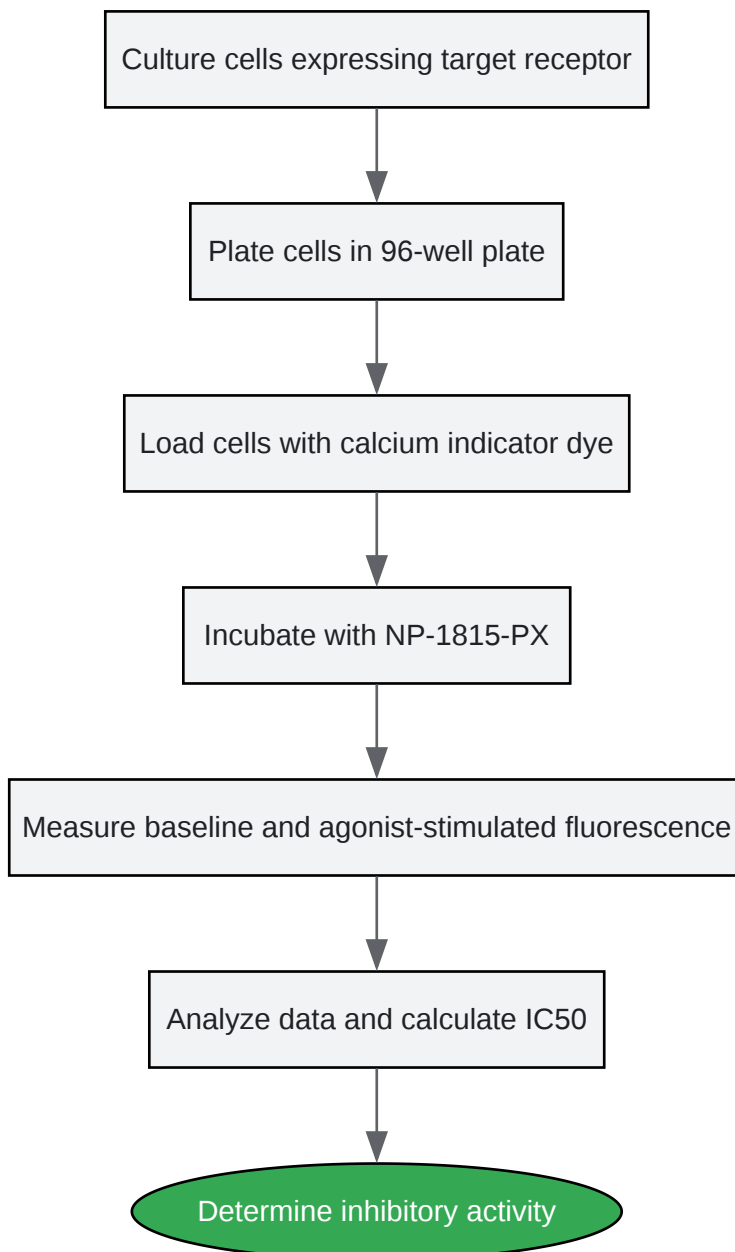 Culture cells expressing target receptor
Plate cells in 96-well plate
Load cells with calcium indicator dye
Incubate with NP-1815-PX
Measure baseline and agonist-stimulated fluorescence
Analyze data and calculate IC50
Determine inhibitory activity